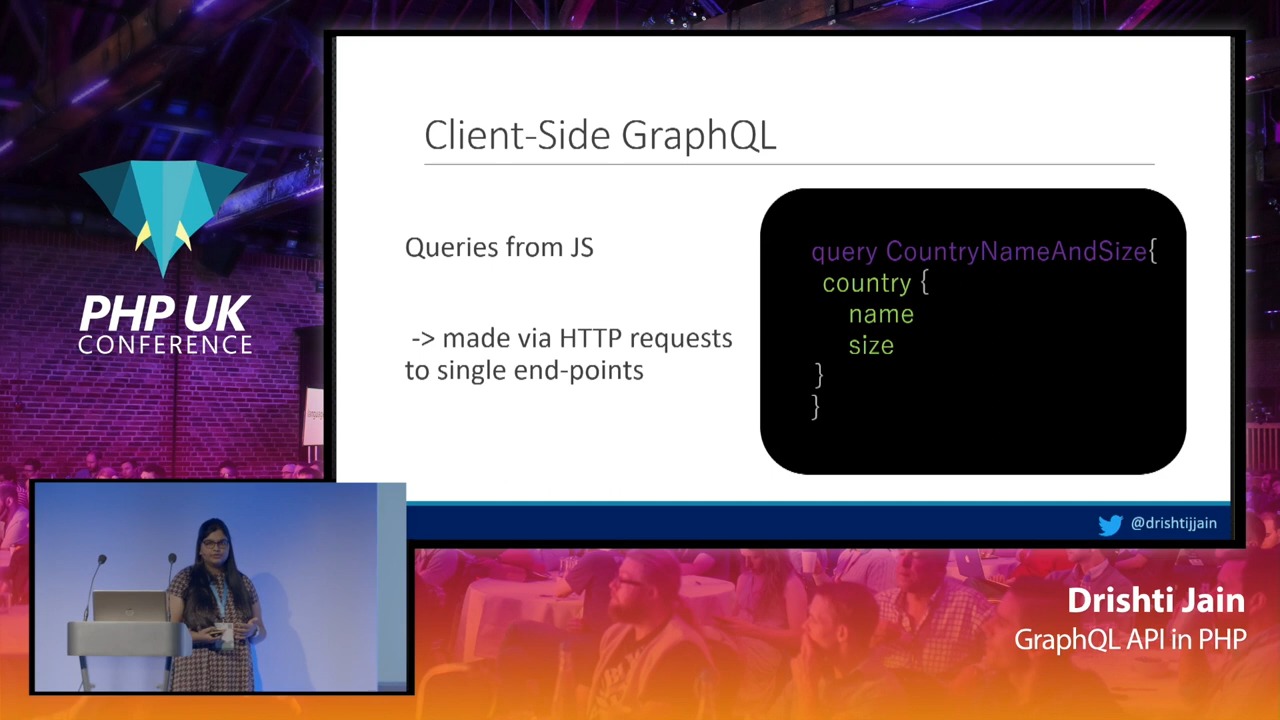 Client-Side GraphQL
Queries from JS
-> made via HTTP requests
to single end-points
query CountryNameAndSize{
country {
name
size
}
}
@drishtijjain
PHP UK
CONFERENCE
Drishti Jain
GraphQL API in PHP